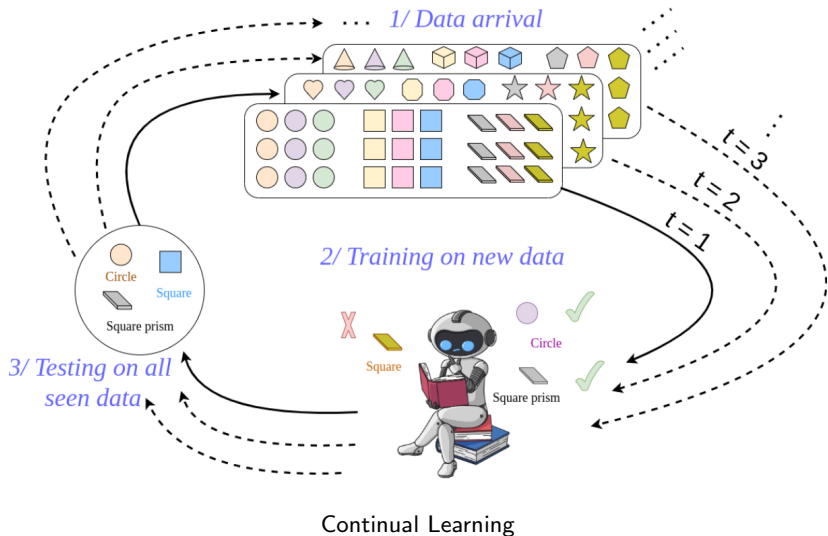 ... 1/ Data arrival
t = 3
t = 2
t = 1
2/ Training on new data
Circle
Square
Square prism
X
Square
Circle
Square prism
3/ Testing on all
seen data
Continual Learning